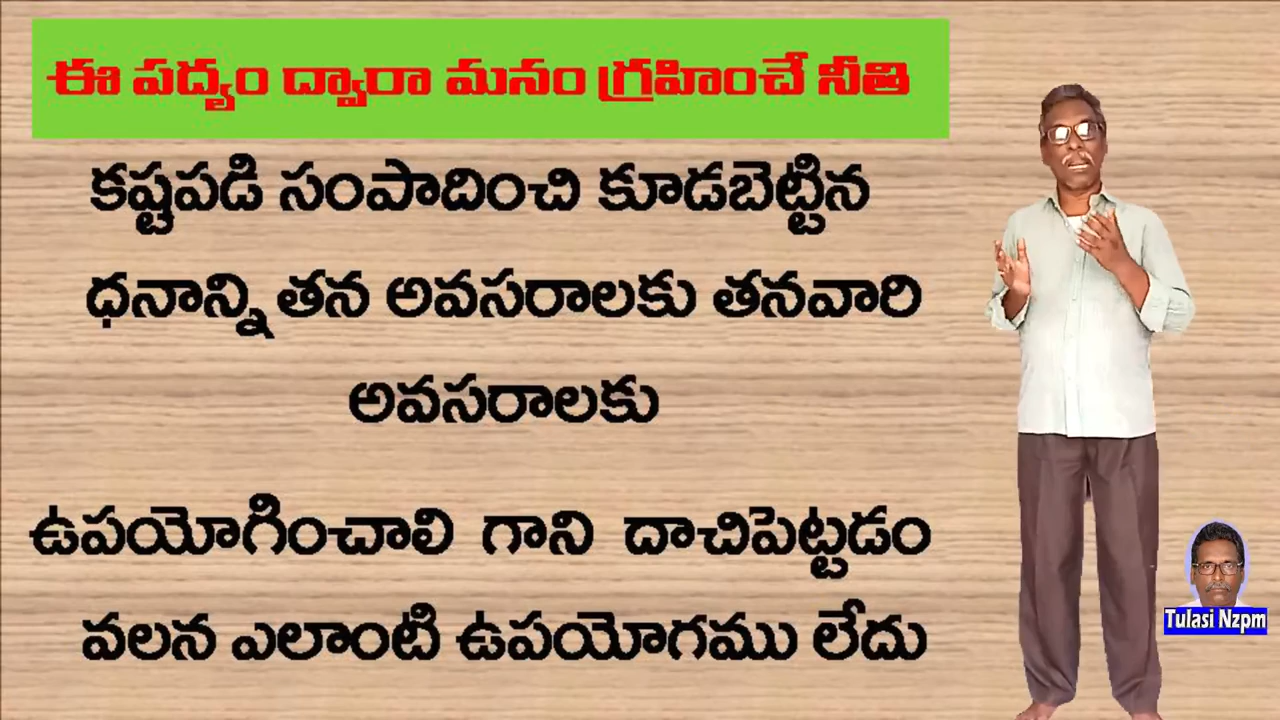 ఈ పద్యం ద్వారా మనం గ్రహించే నీతి
కష్టపడి సంపాదించి కూడబెట్టిన
ధనాన్ని తన అవసరాలకు తనవారి
అవసరాలకు
ఉపయోగించాలి గాని దాచిపెట్టడం
వలన ఎలాంటి ఉపయోగము లేదు
Tulasi Nzpm